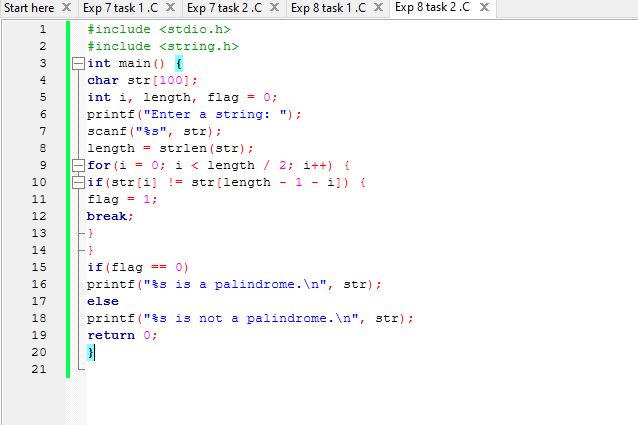 Start here Exp 7 task 1 .C Exp 7 task 2 .C Exp 8 task 1 .C Exp 8 task 2 .C
1 #include <stdio.h>
2 #include <string.h>
3 int main() {
4 char str[100];
5 int i, length, flag = 0;
6 printf("Enter a string: ");
7 scanf("%s", str);
8 length = strlen(str);
9 for(i = 0; i < length / 2; i++) {
10 if(str[i] != str[length - 1 - i]) {
11 flag = 1;
12 break;
13 }
14 }
15 if(flag == 0)
16 printf("%s is a palindrome.\n", str);
17 else
18 printf("%s is not a palindrome.\n", str);
19 return 0;
20 }
21